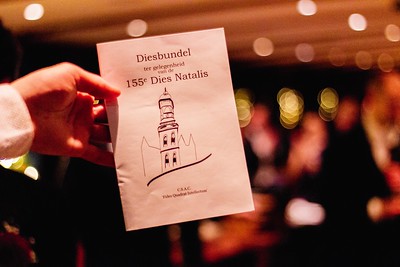 Diesbundel
ter gelegenheid
van de
155e Dies Natalis
C.S.A.C.